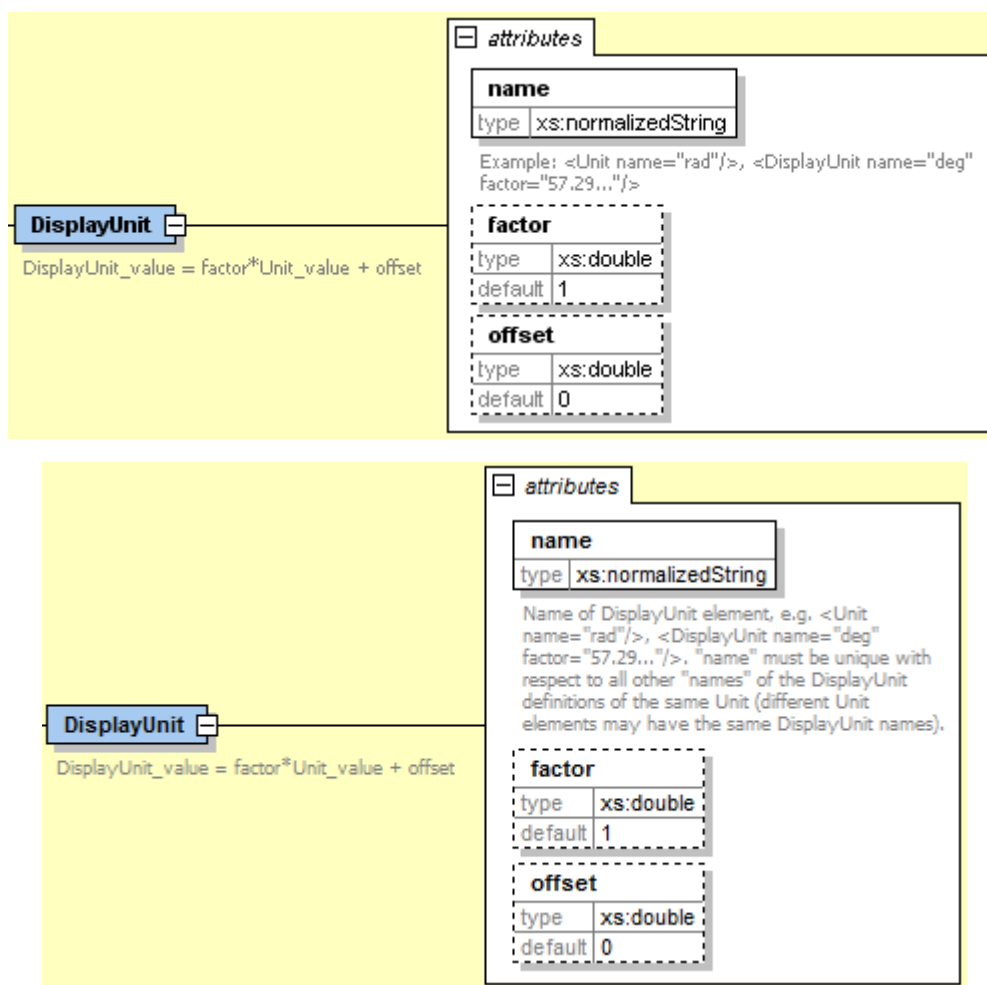 attributes
name
type xs:normalizedString
Example: <Unit name="rad"/>, <DisplayUnit name="deg"
factor="57.29..."/>
DisplayUnit
DisplayUnit_value = factor*Unit_value + offset
factor
type xs:double
default 1
offset
type xs:double
default 0
attributes
name
type xs:normalizedString
Name of DisplayUnit element, e.g. <Unit
name="rad"/>, <DisplayUnit name="deg"
factor="57.29..."/>. "name" must be unique with
respect to all other "names" of the DisplayUnit
definitions of the same Unit (different Unit
elements may have the same DisplayUnit names).
DisplayUnit
DisplayUnit_value = factor*Unit_value + offset
factor
type xs:double
default 1
offset
type xs:double
default 0